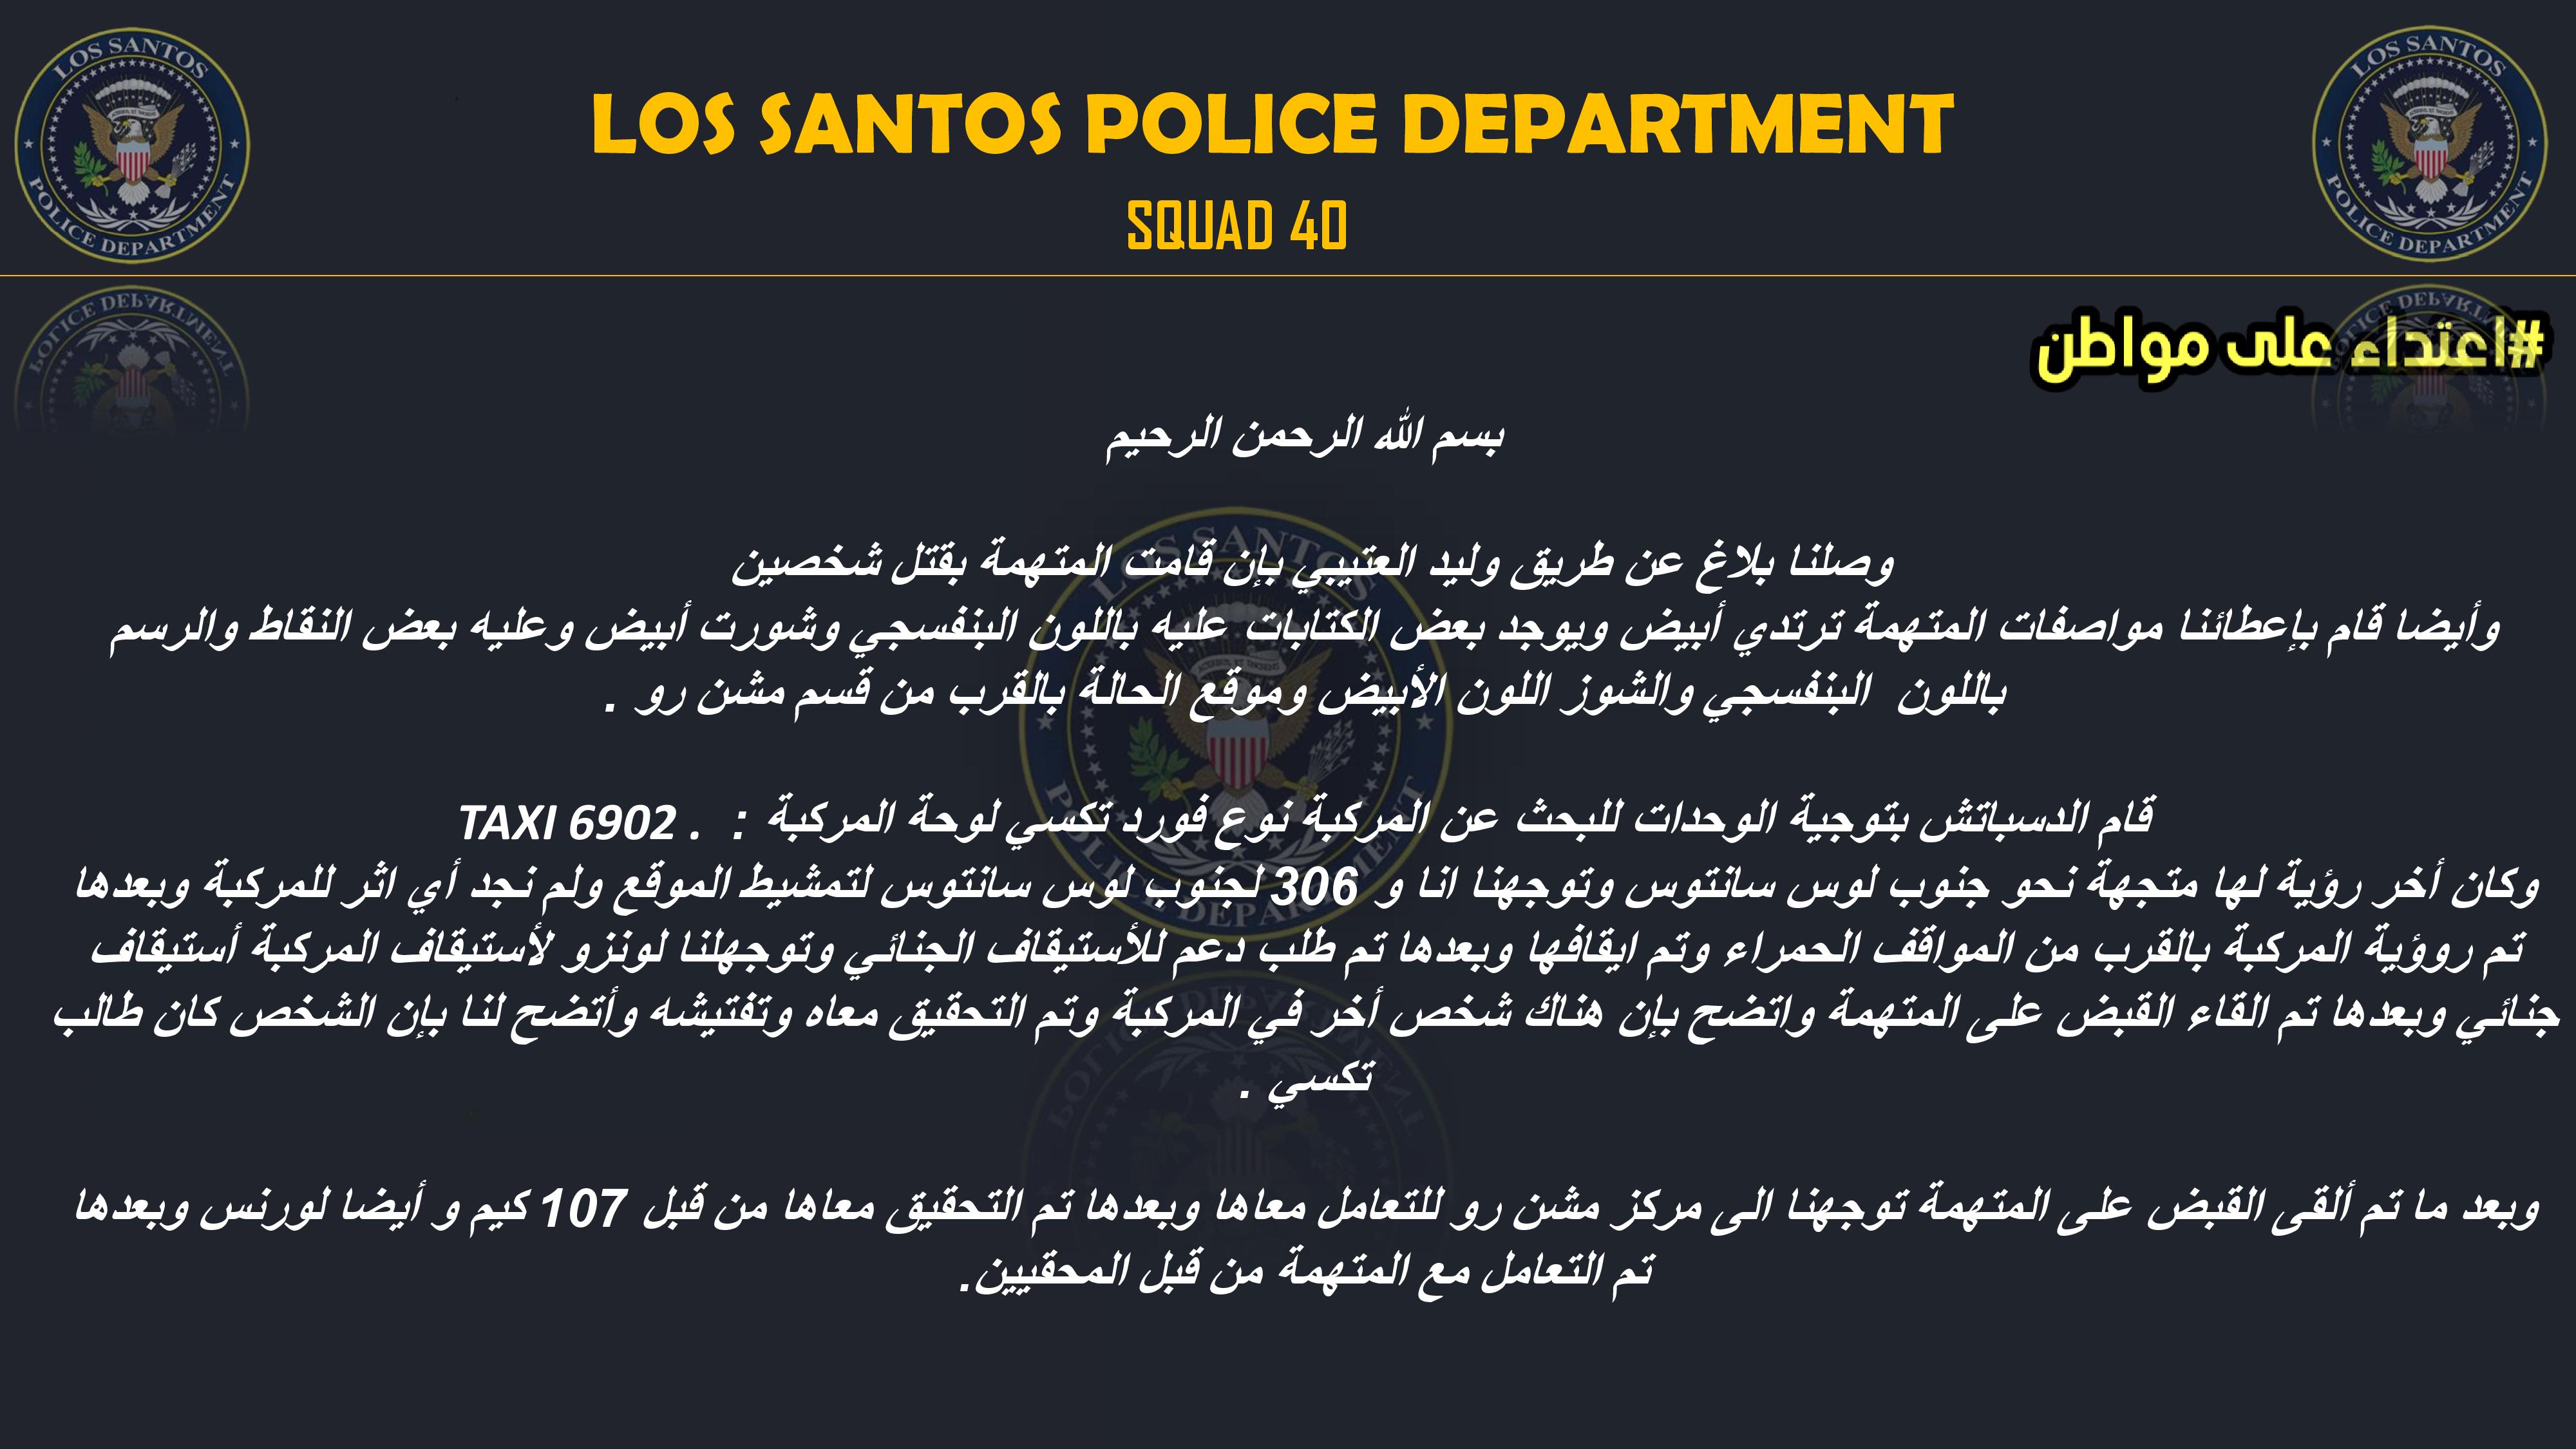 LOS SANTOS POLICE DEPARTMENT
SQUAD 40
LOS SANTOS
POLICE DEPARTMENT
LOS SANTOS
POLICE DEPARTMENT
#اعتداء على مواطن
بسم الله الرحمن الرحيم
وصلنا بلاغ عن طريق وليد العتيبي بإن قامت المتهمة بقتل شخصين
وأيضا قام بإعطائنا مواصفات المتهمة ترتدي أبيض ويوجد بعض الكتابات عليه باللون البنفسجي وشورت أبيض وعليه بعض النقاط والرسم
باللون البنفسجي والشوز اللون الأبيض وموقع الحالة بالقرب من قسم مشن رو .
قام الدسباتش بتوجية الوحدات للبحث عن المركبة نوع فورد تكسي لوحة المركبة : TAXI 6902 .
وكان أخر رؤية لها متجهة نحو جنوب لوس سانتوس وتوجهنا انا و 306 لجنوب لوس سانتوس لتمشيط الموقع ولم نجد أي اثر للمركبة وبعدها
تم روؤية المركبة بالقرب من المواقف الحمراء وتم ايقافها وبعدها تم طلب دعم للأستيقاف الجنائي وتوجهلنا لونزو لأستيقاف المركبة أستيقاف
جنائي وبعدها تم القاء القبض على المتهمة واتضح بإن هناك شخص أخر في المركبة وتم التحقيق معاه وتفتيشه وأتضح لنا بإن الشخص كان طالب
تكسي .
وبعد ما تم ألقى القبض على المتهمة توجهنا الى مركز مشن رو للتعامل معاها وبعدها تم التحقيق معاها من قبل 107 كيم و أيضا لورنس وبعدها
تم التعامل مع المتهمة من قبل المحقيين.
LOS SANTOS
POLICE DEPARTMENT